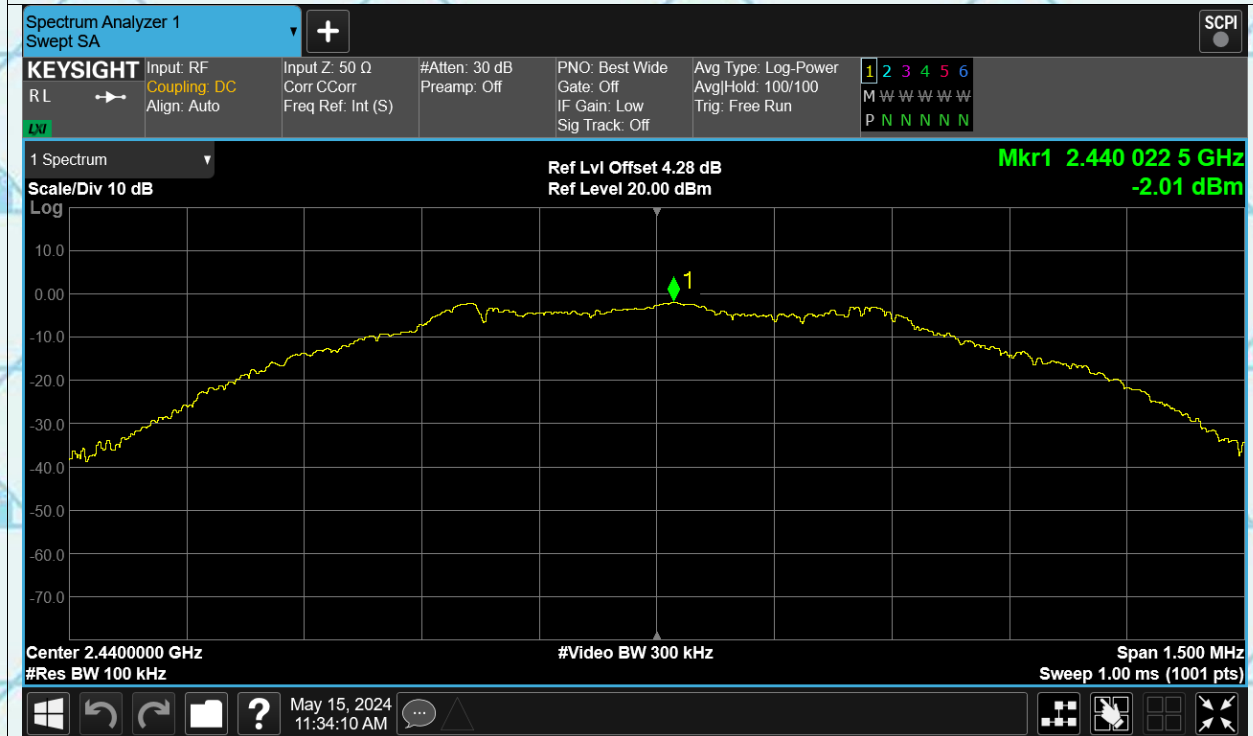 Spectrum Analyzer 1
Swept SA
+
SCPI
KEYSIGHT
RL
LXI
Input: RF
Coupling: DC
Align: Auto
Input Z: 50 Ω
Corr CCorr
Freq Ref: Int (S)
#Atten: 30 dB
Preamp: Off
PNO: Best Wide
Gate: Off
IF Gain: Low
Sig Track: Off
Avg Type: Log-Power
Avg|Hold: 100/100
Trig: Free Run
1 2 3 4 5 6
M W W W W W
P N N N N N N
1 Spectrum
Scale/Div 10 dB
Log
Ref Lvl Offset 4.28 dB
Ref Level 20.00 dBm
Mkr1 2.440 022 5 GHz
-2.01 dBm
10.0
0.00
-10.0
-20.0
-30.0
-40.0
-50.0
-60.0
-70.0
1
Center 2.4400000 GHz
#Res BW 100 kHz
#Video BW 300 kHz
Span 1.500 MHz
Sweep 1.00 ms (1001 pts)
?
May 15, 2024
11:34:10 AM